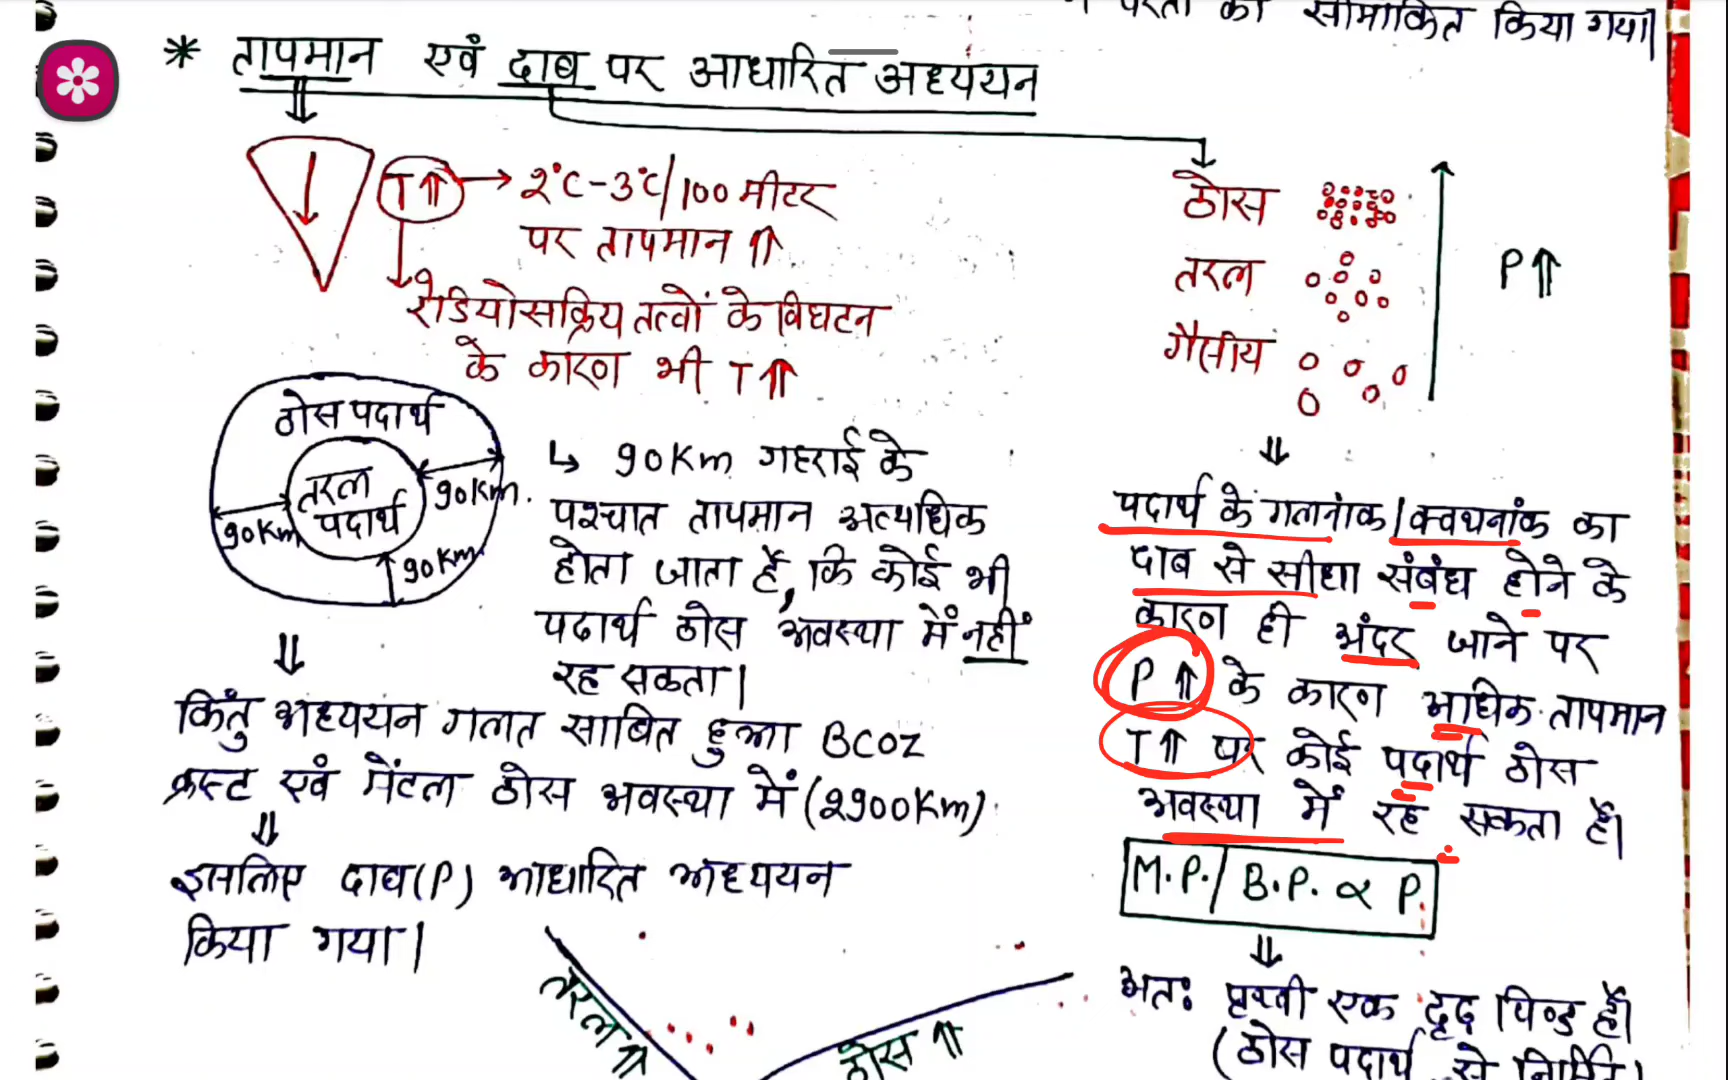 परतों को सीमांकित किया गया|
* तापमान एवं दाब पर आधारित अध्ययन
T⇑ → 2°C-3°C/100 मीटर
पर तापमान ⇑
रेडियोसक्रिय तत्वों के विघटन
के कारण भी T⇑
ठोस पदार्थ
तरल
पदार्थ
90Km.
90Km
90Km
↳ 90Km गहराई के
पश्चात तापमान अत्यधिक
होता जाता है, कि कोई भी
पदार्थ ठोस अवस्था में नहीं
रह सकता|
⇓
किंतु अध्ययन गलत साबित हुआ BCOZ
क्रस्ट एवं मेंटल ठोस अवस्था में (2900Km)
⇓
इसलिए दाब(P) आधारित अध्ययन
किया गया|
ठोस
तरल
गैसीय
P⇑
⇓
पदार्थ के गलनांक/क्वथनांक का
दाब से सीधा संबंध होने के
कारण ही अंदर जाने पर
P⇑ के कारण अधिक तापमान
T⇑ पर कोई पदार्थ ठोस
अवस्था में रह सकता है|
M.P./B.P. ∝ P.
⇓
अतः पृथ्वी एक दृढ़ पिण्ड है|
(ठोस पदार्थ से निर्मित)
तरल⇑
ठोस⇑